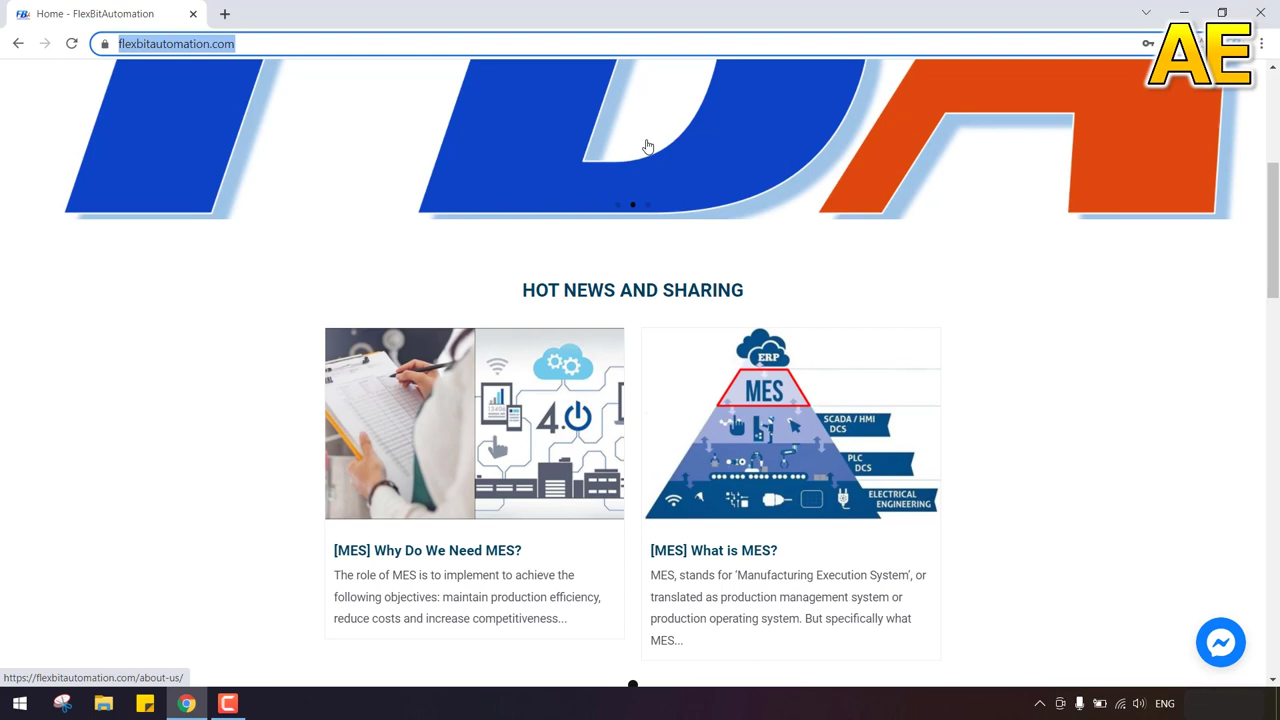 Home - FlexBitAutomation
flexbitautomation.com
AE
FBA
HOT NEWS AND SHARING
4.0
ERP
MES
SCADA / HMI
DCS
PLC
DCS
ELECTRICAL
ENGINEERING
[MES] Why Do We Need MES?
The role of MES is to implement to achieve the
following objectives: maintain production efficiency,
reduce costs and increase competitiveness...
[MES] What is MES?
MES, stands for ‘Manufacturing Execution System’, or
translated as production management system or
production operating system. But specifically what
MES...
https://flexbitautomation.com/about-us/
ENG